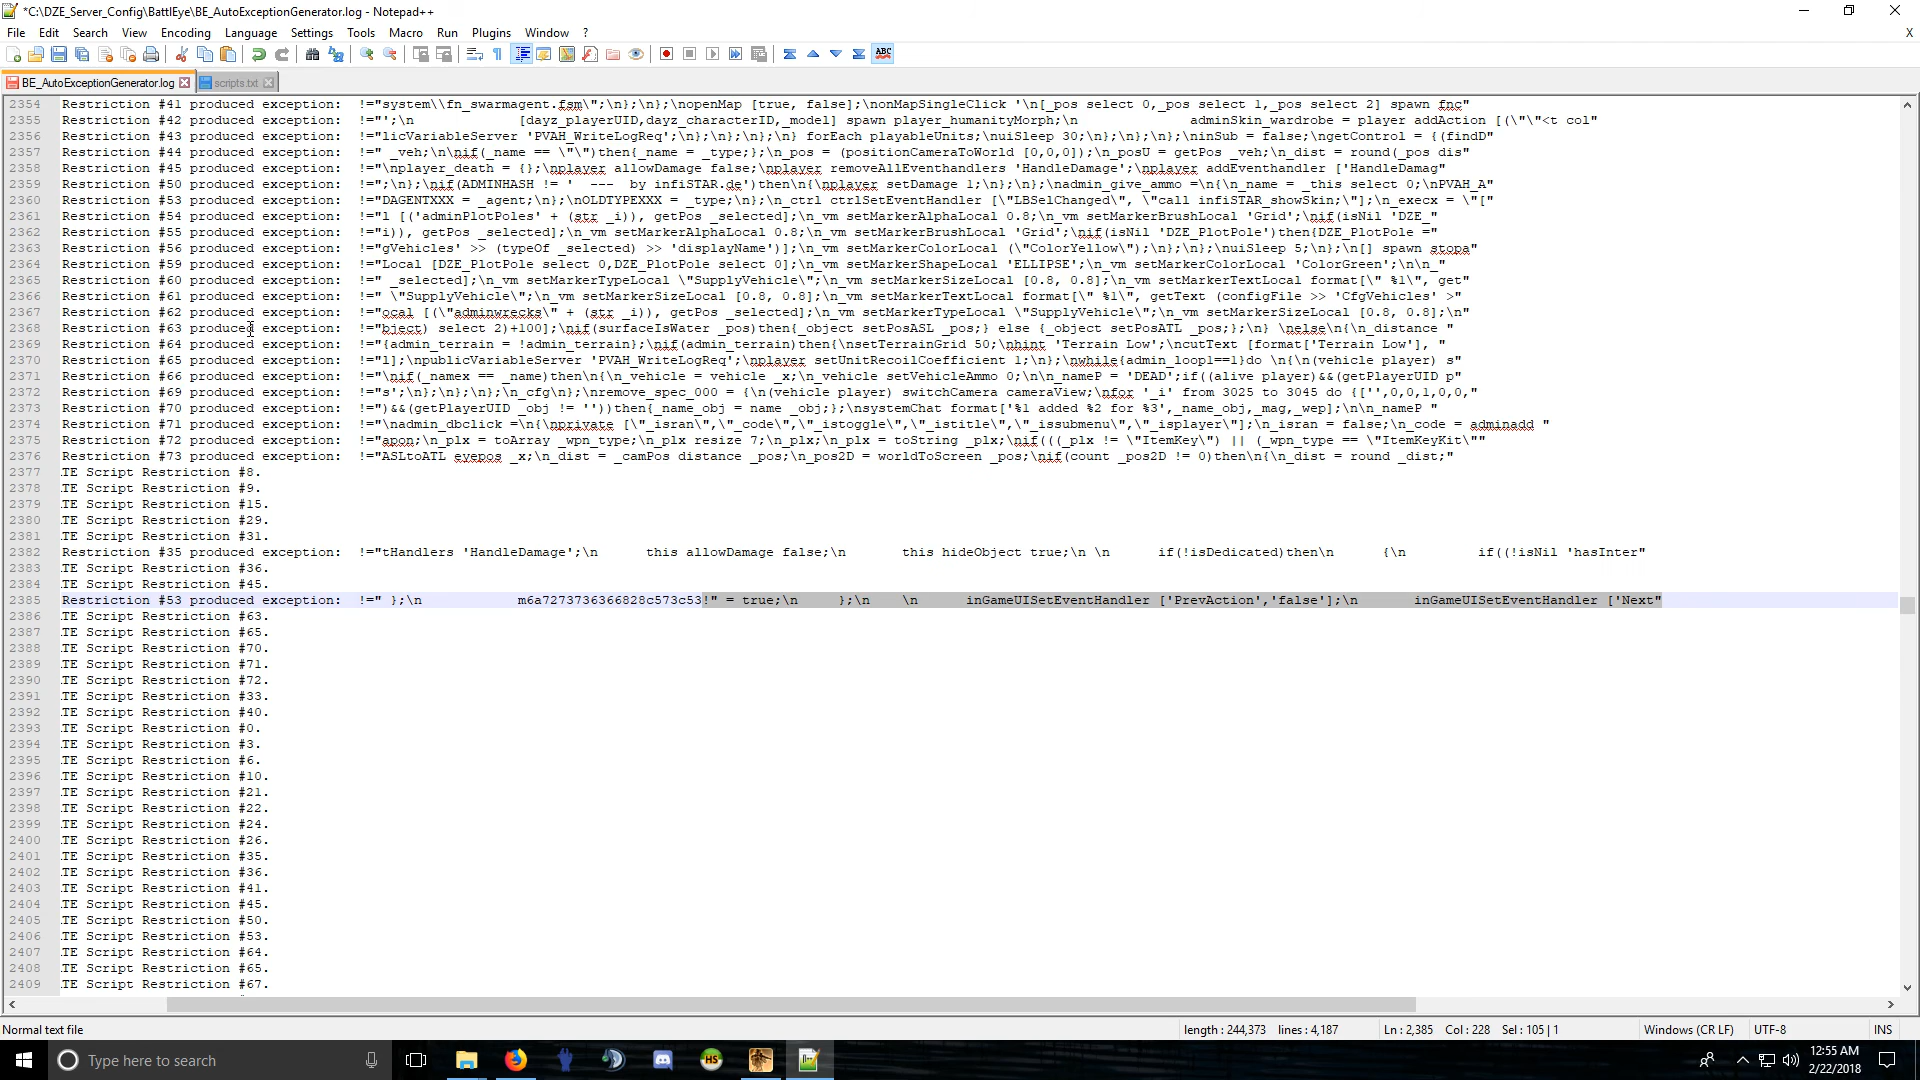 *C:\DZE_Server_Config\BattlEye\BE_AutoExceptionGenerator.log - Notepad++
File Edit Search View Encoding Language Settings Tools Macro Run Plugins Window ? X
BE_AutoExceptionGenerator.log scripts.txt
2354 Restriction #41 produced exception: !="system\\fn_swarmagent.fsm\";\n};\n};\nopenMap [true, false];\nonMapSingleClick '\n[_pos select 0,_pos select 1,_pos select 2] spawn fnc"
2355 Restriction #42 produced exception: !="';\n [dayz_playerUID,dayz_characterID,_model] spawn player_humanityMorph;\n adminSkin_wardrobe = player addAction [(\"\"<t col"
2356 Restriction #43 produced exception: !="licVariableServer 'PVAH_WriteLogReq';\n};\n};\n};\n} forEach playableUnits;\nuiSleep 30;\n};\n};\n};\ninSub = false;\ngetControl = {(findD"
2357 Restriction #44 produced exception: !=" _veh;\n\nif(_name == \"\")then{_name = _type;};\n_pos = (positionCameraToWorld [0,0,0]);\n_posU = getPos _veh;\n_dist = round(_pos dis"
2358 Restriction #45 produced exception: !="\nplayer_death = {};\nplayer allowDamage false;\nplayer removeAllEventhandlers 'HandleDamage';\nplayer addEventhandler ['HandleDamag"
2359 Restriction #50 produced exception: !=";\n};\nif(ADMINHASH != ' --- by infiSTAR.de')then\n{\nplayer setDamage 1;\n};\n};\nadmin_give_ammo =\n{\n_name = _this select 0;\nPVAH_A"
2360 Restriction #53 produced exception: !="DAGENTXXX = _agent;\n};\nOLDTYPEXXX = _type;\n};\n_ctrl ctrlSetEventHandler [\"LBSelChanged\", \"call infiSTAR_showSkin;\"];\n_execx = \"["
2361 Restriction #54 produced exception: !="l [('adminPlotPoles' + (str _i)), getPos _selected];\n_vm setMarkerAlphaLocal 0.8;\n_vm setMarkerBrushLocal 'Grid';\nif(isNil 'DZE_"
2362 Restriction #55 produced exception: !="i)), getPos _selected];\n_vm setMarkerAlphaLocal 0.8;\n_vm setMarkerBrushLocal 'Grid';\nif(isNil 'DZE_PlotPole')then{DZE_PlotPole ="
2363 Restriction #56 produced exception: !="gVehicles' >> (typeOf _selected) >> 'displayName')];\n_vm setMarkerColorLocal (\"ColorYellow\");\n};\n};\nuiSleep 5;\n};\n[] spawn stopa"
2364 Restriction #59 produced exception: !="Local [DZE_PlotPole select 0,DZE_PlotPole select 0];\n_vm setMarkerShapeLocal 'ELLIPSE';\n_vm setMarkerColorLocal 'ColorGreen';\n\n_"
2365 Restriction #60 produced exception: !=" _selected];\n_vm setMarkerTypeLocal \"SupplyVehicle\";\n_vm setMarkerSizeLocal [0.8, 0.8];\n_vm setMarkerTextLocal format[\" %1\", get"
2366 Restriction #61 produced exception: !=" \"SupplyVehicle\";\n_vm setMarkerSizeLocal [0.8, 0.8];\n_vm setMarkerTextLocal format[\" %1\", getText (configFile >> 'CfgVehicles' >"
2367 Restriction #62 produced exception: !="ocal [(\"adminwrecks\" + (str _i)), getPos _selected];\n_vm setMarkerTypeLocal \"SupplyVehicle\";\n_vm setMarkerSizeLocal [0.8, 0.8];\n"
2368 Restriction #63 produced exception: !="bject) select 2)+100];\nif(surfaceIsWater _pos)then{_object setPosASL _pos;} else {_object setPosATL _pos;};\n} \nelse\n{\n_distance "
2369 Restriction #64 produced exception: !="{admin_terrain = !admin_terrain};\nif(admin_terrain)then{\nsetTerrainGrid 50;\nhint 'Terrain Low';\ncutText [format['Terrain Low'], "
2370 Restriction #65 produced exception: !="1];\npublicVariableServer 'PVAH_WriteLogReq';\nplayer setUnitRecoilCoefficient 1;\n};\nwhile{admin_loop1==1}do \n{\n(vehicle player) s"
2371 Restriction #66 produced exception: !="\nif(_namex == _name)then\n{\n_vehicle = vehicle _x;\n_vehicle setVehicleAmmo 0;\n\n_nameP = 'DEAD';if((alive player)&&(getPlayerUID p"
2372 Restriction #69 produced exception: !="s';\n};\n};\n};\n_cfg\n};\nremove_spec_000 = {\n(vehicle player) switchCamera cameraView;\nfor '_i' from 3025 to 3045 do {['',0,0,1,0,0,"
2373 Restriction #70 produced exception: !=")&&(getPlayerUID _obj != ''))then{_name_obj = name _obj;};\nsystemChat format['%1 added %2 for %3',_name_obj,_mag,_wep];\n\n_nameP "
2374 Restriction #71 produced exception: !="\nadmin_dbclick =\n{\nprivate [\"_isran\",\"_code\",\"_istoggle\",\"_istitle\",\"_issubmenu\",\"_isplayer\"];\n_isran = false;\n_code = adminadd "
2375 Restriction #72 produced exception: !="apon;\n_plx = toArray _wpn_type;\n_plx resize 7;\n_plx;\n_plx = toString _plx;\nif(((_plx != \"ItemKey\") || (_wpn_type == \"ItemKeyKit\""
2376 Restriction #73 produced exception: !="ASLtoATL eyepos _x;\n_dist = _camPos distance _pos;\n_pos2D = worldToScreen _pos;\nif(count _pos2D != 0)then\n{\n_dist = round _dist;"
2377 TE Script Restriction #8.
2378 TE Script Restriction #9.
2379 TE Script Restriction #15.
2380 TE Script Restriction #29.
2381 TE Script Restriction #31.
2382 Restriction #35 produced exception: !="tHandlers 'HandleDamage';\n this allowDamage false;\n this hideObject true;\n \n if(!isDedicated)then\n {\n if((!isNil 'hasInter"
2383 TE Script Restriction #36.
2384 TE Script Restriction #45.
2385 Restriction #53 produced exception: !=" };\n m6a7273736366828c573c53!" = true;\n };\n \n inGameUISetEventHandler ['PrevAction','false'];\n inGameUISetEventHandler ['Next"
2386 TE Script Restriction #63.
2387 TE Script Restriction #65.
2388 TE Script Restriction #70.
2389 TE Script Restriction #71.
2390 TE Script Restriction #72.
2391 TE Script Restriction #33.
2392 TE Script Restriction #40.
2393 TE Script Restriction #0.
2394 TE Script Restriction #3.
2395 TE Script Restriction #6.
2396 TE Script Restriction #10.
2397 TE Script Restriction #21.
2398 TE Script Restriction #22.
2399 TE Script Restriction #24.
2400 TE Script Restriction #26.
2401 TE Script Restriction #35.
2402 TE Script Restriction #36.
2403 TE Script Restriction #41.
2404 TE Script Restriction #45.
2405 TE Script Restriction #50.
2406 TE Script Restriction #53.
2407 TE Script Restriction #64.
2408 TE Script Restriction #65.
2409 TE Script Restriction #67.
Normal text file length : 244,373 lines : 4,187 Ln : 2,385 Col : 228 Sel : 105 | 1 Windows (CR LF) UTF-8 INS
Type here to search 12:55 AM
2/22/2018